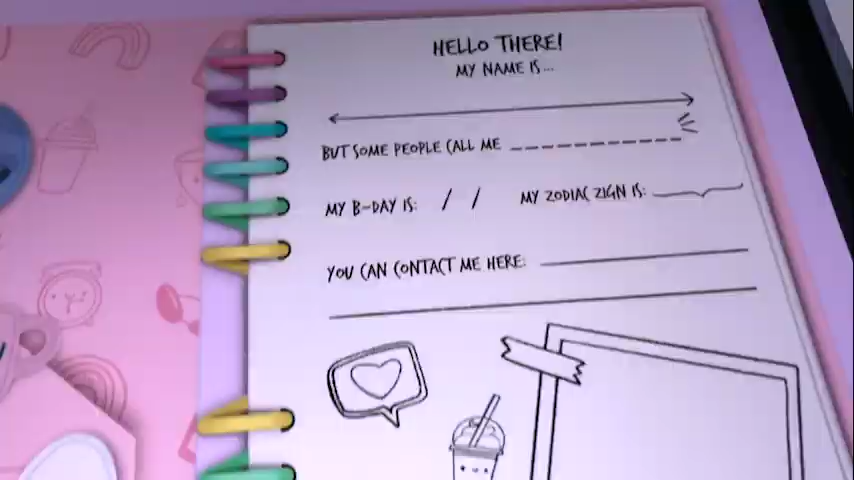 HELLO THERE!
MY NAME IS...
BUT SOME PEOPLE CALL ME
MY B-DAY IS: / / MY ZODIAC ZIGN IS:
YOU CAN CONTACT ME HERE: